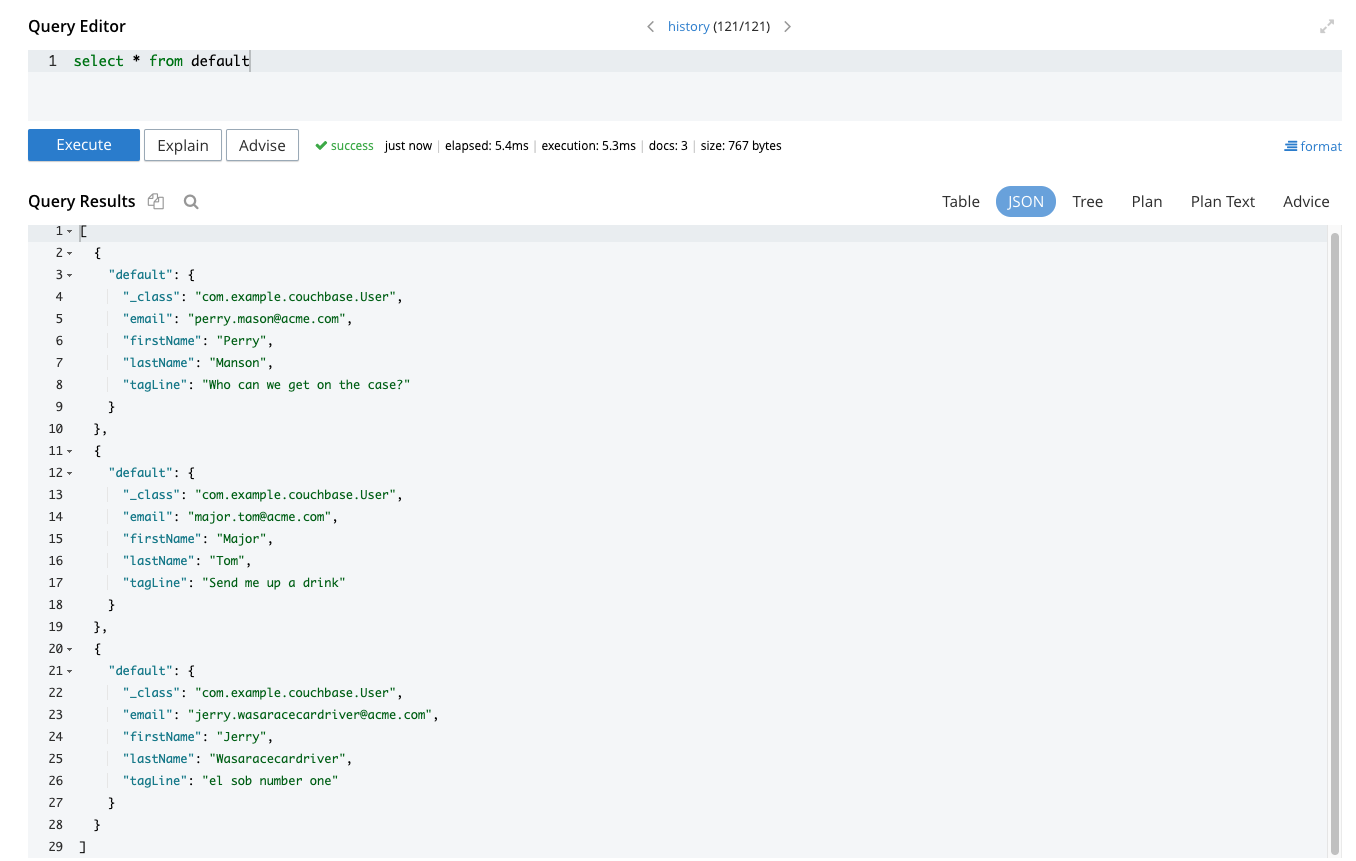 Query Editor
history (121/121)
1 select * from default
Execute Explain Advise success just now elapsed: 5.4ms execution: 5.3ms docs: 3 size: 767 bytes format
Query Results Table JSON Tree Plan Plan Text Advice
1 [
2 {
3 "default": {
4 "_class": "com.example.couchbase.User",
5 "email": "perry.mason@acme.com",
6 "firstName": "Perry",
7 "lastName": "Manson",
8 "tagLine": "Who can we get on the case?"
9 }
10 },
11 {
12 "default": {
13 "_class": "com.example.couchbase.User",
14 "email": "major.tom@acme.com",
15 "firstName": "Major",
16 "lastName": "Tom",
17 "tagLine": "Send me up a drink"
18 }
19 },
20 {
21 "default": {
22 "_class": "com.example.couchbase.User",
23 "email": "jerry.wasaracecardriver@acme.com",
24 "firstName": "Jerry",
25 "lastName": "Wasaracecardriver",
26 "tagLine": "el sob number one"
27 }
28 }
29 ]